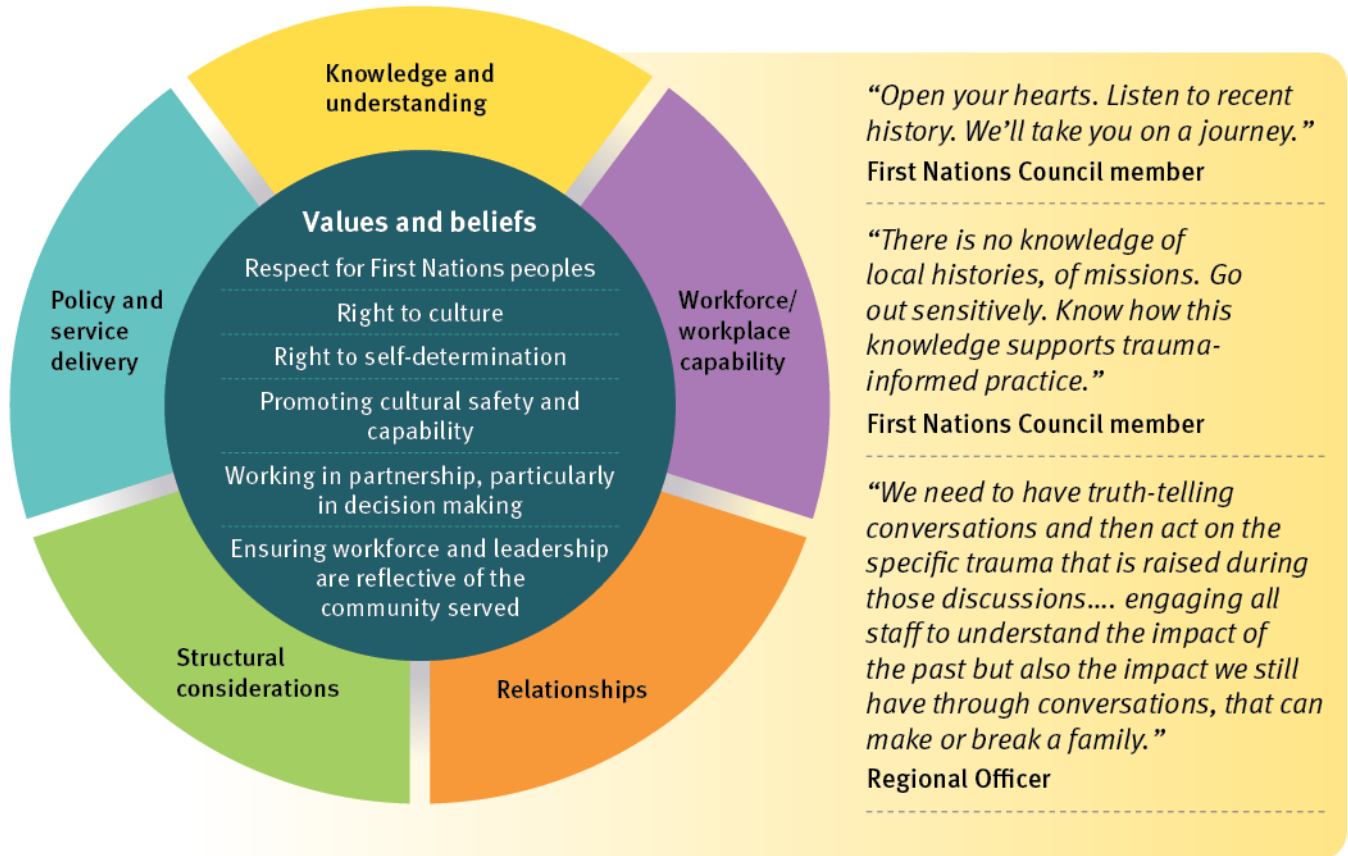 Knowledge and
understanding
Workforce/
workplace
capability
Relationships
Structural
considerations
Policy and
service
delivery
Values and beliefs
Respect for First Nations peoples
Right to culture
Right to self-determination
Promoting cultural safety and
capability
Working in partnership, particularly
in decision making
Ensuring workforce and leadership
are reflective of the
community served
“Open your hearts. Listen to recent
history. We’ll take you on a journey.”
First Nations Council member
“There is no knowledge of
local histories, of missions. Go
out sensitively. Know how this
knowledge supports trauma-
informed practice.”
First Nations Council member
“We need to have truth-telling
conversations and then act on the
specific trauma that is raised during
those discussions.... engaging all
staff to understand the impact of
the past but also the impact we still
have through conversations, that can
make or break a family.”
Regional Officer